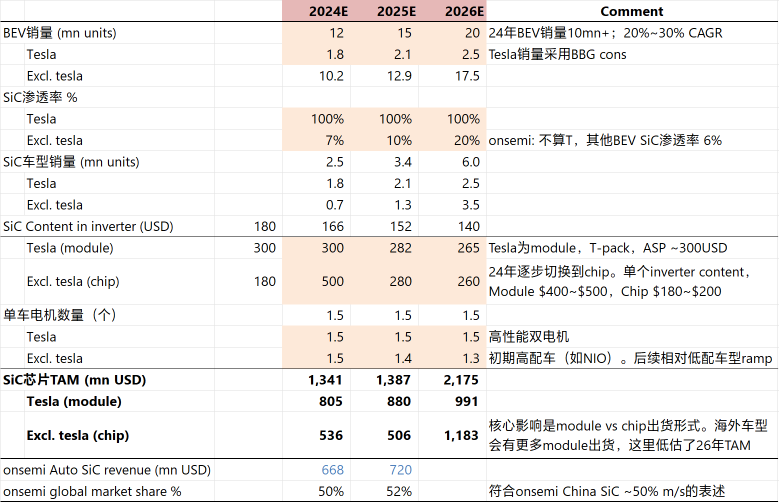 2024E 2025E 2026E Comment
BEV销量 (mn units) 12 15 20 24年BEV销量10mn+；20%~30% CAGR
Tesla 1.8 2.1 2.5 Tesla销量采用BBG cons
Excl. tesla 10.2 12.9 17.5
SiC渗透率 %
Tesla 100% 100% 100%
Excl. tesla 7% 10% 20% onsemi: 不算T，其他BEV SiC渗透率 6%
SiC车型销量 (mn units) 2.5 3.4 6.0
Tesla 1.8 2.1 2.5
Excl. tesla 0.7 1.3 3.5
SiC Content in inverter (USD) 180 166 152 140
Tesla (module) 300 300 282 265 Tesla为module，T-pack，ASP ~300USD
Excl. tesla (chip) 180 500 280 260 24年逐步切换到chip。单个inverter content，
Module $400~$500，Chip $180~$200
单车电机数量（个） 1.5 1.5 1.5
Tesla 1.5 1.5 1.5 高性能双电机
Excl. tesla 1.5 1.4 1.3 初期高配车（如NIO）。后续相对低配车型ramp
SiC芯片TAM (mn USD) 1,341 1,387 2,175
Tesla (module) 805 880 991
Excl. tesla (chip) 536 506 1,183 核心影响是module vs chip出货形式。海外车型
会有更多module出货，这里低估了26年TAM
onsemi Auto SiC revenue (mn USD) 668 720
onsemi global market share % 50% 52% 符合onsemi China SiC ~50% m/s的表述